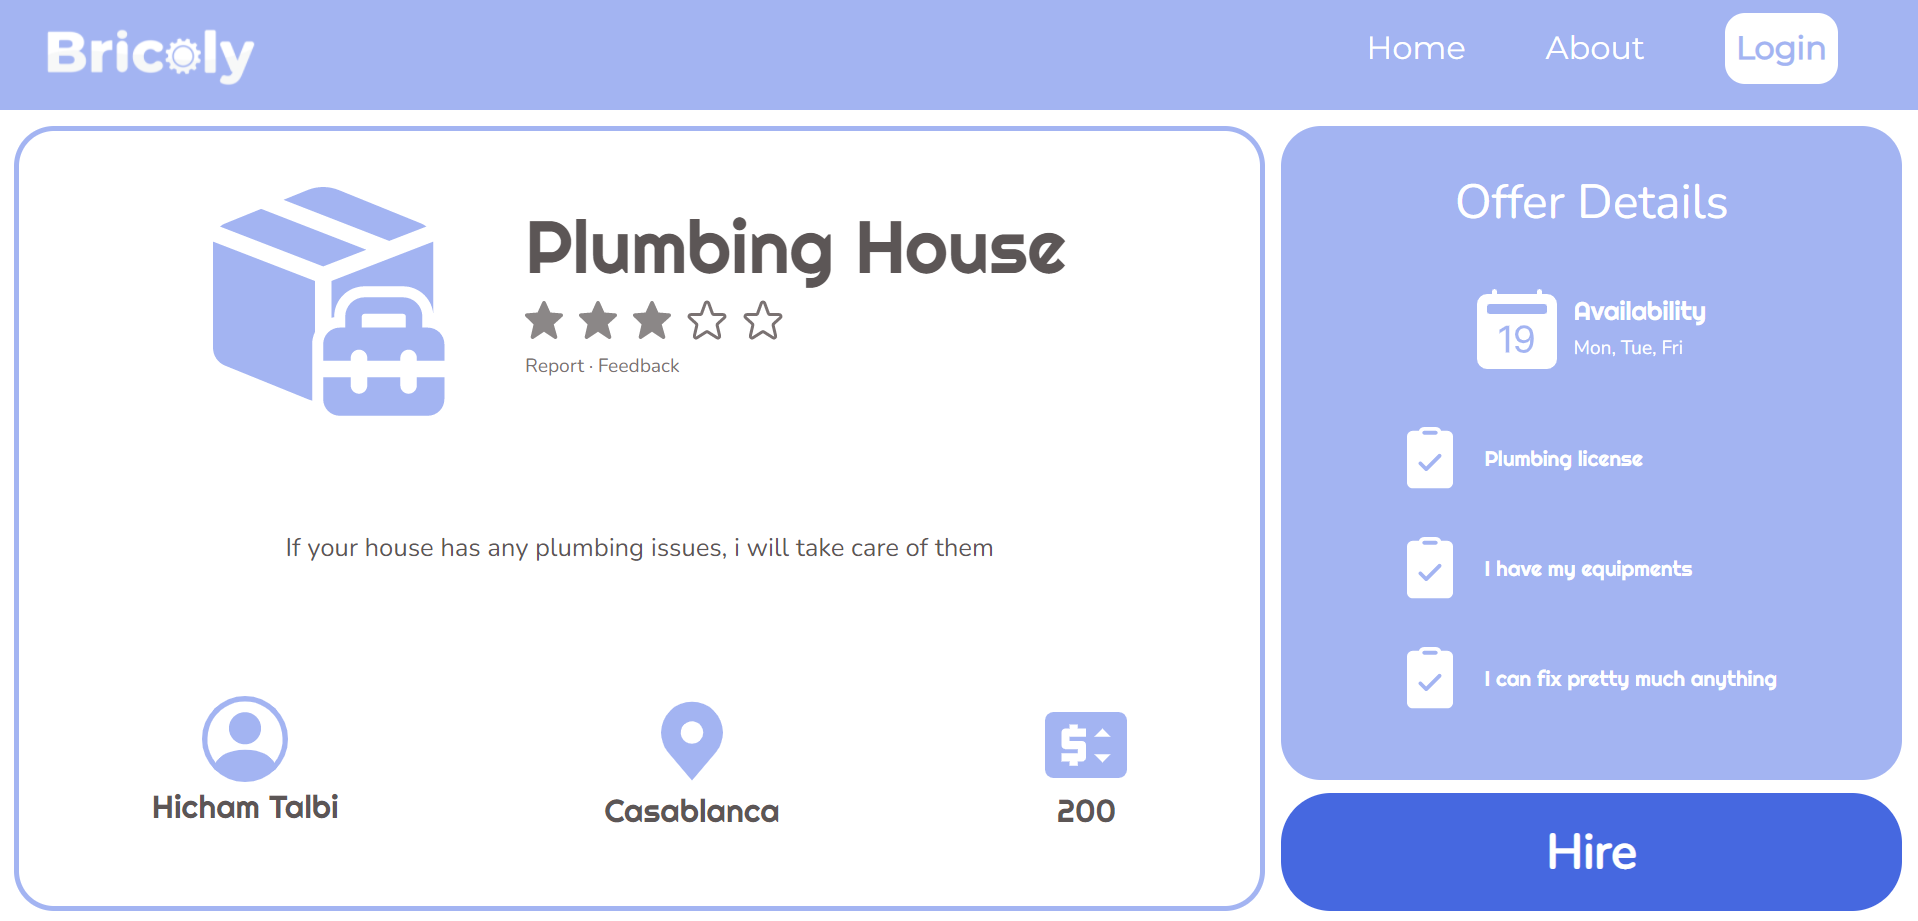 Bricoly
Home
About
Login
Plumbing House
Report · Feedback
If your house has any plumbing issues, i will take care of them
Hicham Talbi
Casablanca
$
200
Offer Details
19
Availability
Mon, Tue, Fri
Plumbing license
I have my equipments
I can fix pretty much anything
Hire